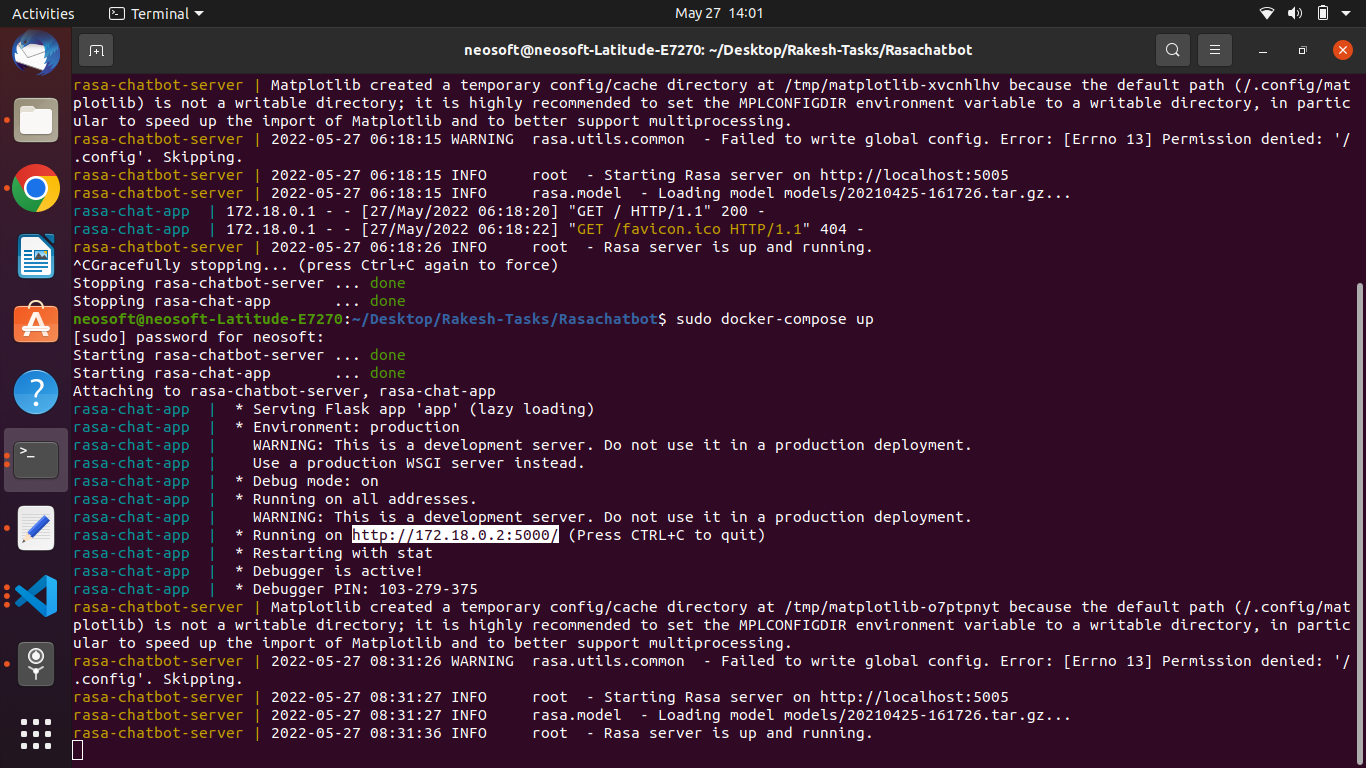 Activities
Terminal
May 27 14:01
neosoft@neosoft-Latitude-E7270: ~/Desktop/Rakesh-Tasks/Rasachatbot
rasa-chatbot-server | Matplotlib created a temporary config/cache directory at /tmp/matplotlib-xvcnhlhv because the default path (/.config/mat
plotlib) is not a writable directory; it is highly recommended to set the MPLCONFIGDIR environment variable to a writable directory, in partic
ular to speed up the import of Matplotlib and to better support multiprocessing.
rasa-chatbot-server | 2022-05-27 06:18:15 WARNING  rasa.utils.common  - Failed to write global config. Error: [Errno 13] Permission denied: '/
.config'. Skipping.
rasa-chatbot-server | 2022-05-27 06:18:15 INFO     root  - Starting Rasa server on http://localhost:5005
rasa-chatbot-server | 2022-05-27 06:18:15 INFO     rasa.model  - Loading model models/20210425-161726.tar.gz...
rasa-chat-app  | 172.18.0.1 - - [27/May/2022 06:18:20] "GET / HTTP/1.1" 200 -
rasa-chat-app  | 172.18.0.1 - - [27/May/2022 06:18:22] "GET /favicon.ico HTTP/1.1" 404 -
rasa-chatbot-server | 2022-05-27 06:18:26 INFO     root  - Rasa server is up and running.
^CGracefully stopping... (press Ctrl+C again to force)
Stopping rasa-chatbot-server ... done
Stopping rasa-chat-app       ... done
neosoft@neosoft-Latitude-E7270:~/Desktop/Rakesh-Tasks/Rasachatbot$ sudo docker-compose up
[sudo] password for neosoft:
Starting rasa-chatbot-server ... done
Starting rasa-chat-app       ... done
Attaching to rasa-chatbot-server, rasa-chat-app
rasa-chat-app  |  * Serving Flask app 'app' (lazy loading)
rasa-chat-app  |  * Environment: production
rasa-chat-app  |    WARNING: This is a development server. Do not use it in a production deployment.
rasa-chat-app  |    Use a production WSGI server instead.
rasa-chat-app  |  * Debug mode: on
rasa-chat-app  |  * Running on all addresses.
rasa-chat-app  |    WARNING: This is a development server. Do not use it in a production deployment.
rasa-chat-app  |  * Running on http://172.18.0.2:5000/ (Press CTRL+C to quit)
rasa-chat-app  |  * Restarting with stat
rasa-chat-app  |  * Debugger is active!
rasa-chat-app  |  * Debugger PIN: 103-279-375
rasa-chatbot-server | Matplotlib created a temporary config/cache directory at /tmp/matplotlib-o7ptpnyt because the default path (/.config/mat
plotlib) is not a writable directory; it is highly recommended to set the MPLCONFIGDIR environment variable to a writable directory, in partic
ular to speed up the import of Matplotlib and to better support multiprocessing.
rasa-chatbot-server | 2022-05-27 08:31:26 WARNING  rasa.utils.common  - Failed to write global config. Error: [Errno 13] Permission denied: '/
.config'. Skipping.
rasa-chatbot-server | 2022-05-27 08:31:27 INFO     root  - Starting Rasa server on http://localhost:5005
rasa-chatbot-server | 2022-05-27 08:31:27 INFO     rasa.model  - Loading model models/20210425-161726.tar.gz...
rasa-chatbot-server | 2022-05-27 08:31:36 INFO     root  - Rasa server is up and running.